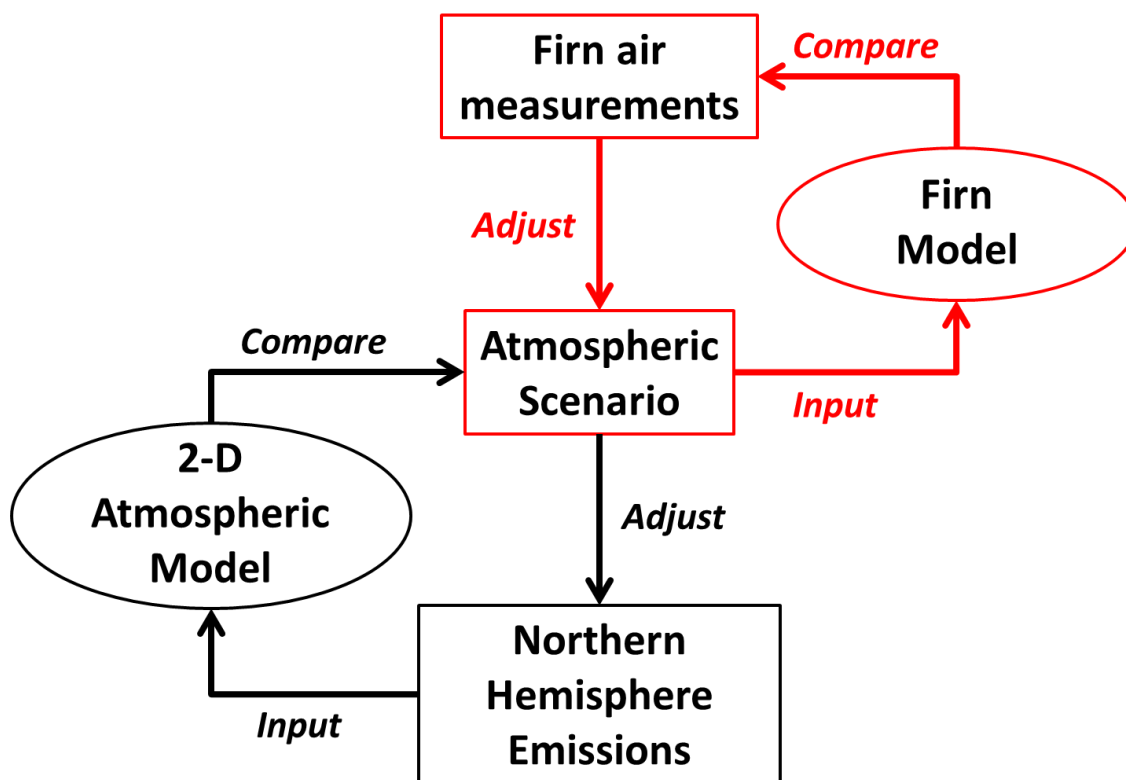 Compare
Firn air
measurements
Firn
Model
Adjust
Compare
Atmospheric
Scenario
Input
2-D
Atmospheric
Model
Adjust
Northern
Hemisphere
Emissions
Input